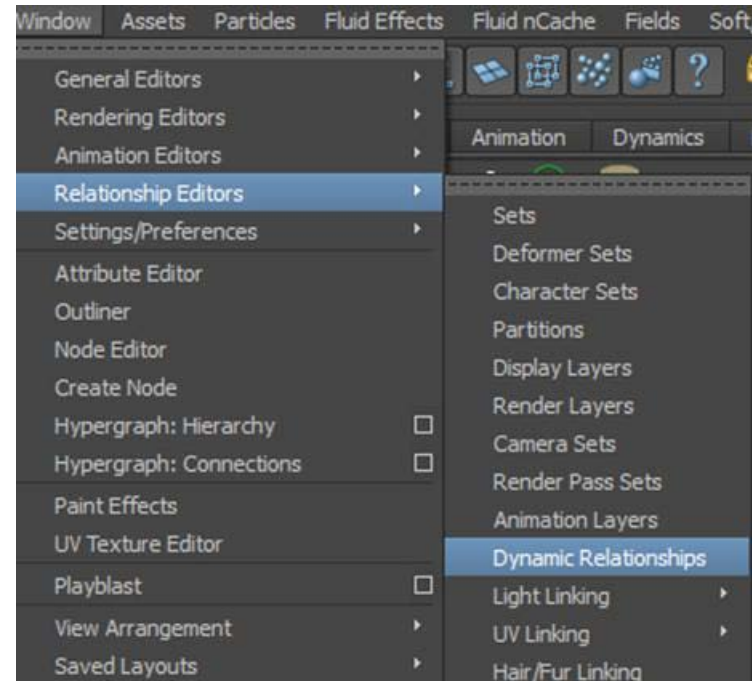 Window Assets Particles Fluid Effects Fluid nCache Fields Soft
General Editors
Rendering Editors
Animation Editors
Relationship Editors
Settings/Preferences
Attribute Editor
Outliner
Node Editor
Create Node
Hypergraph: Hierarchy
Hypergraph: Connections
Paint Effects
UV Texture Editor
Playblast
View Arrangement
Saved Layouts
?
Animation Dynamics
Sets
Deformer Sets
Character Sets
Partitions
Display Layers
Render Layers
Camera Sets
Render Pass Sets
Animation Layers
Dynamic Relationships
Light Linking
UV Linking
Hair/Fur Linking